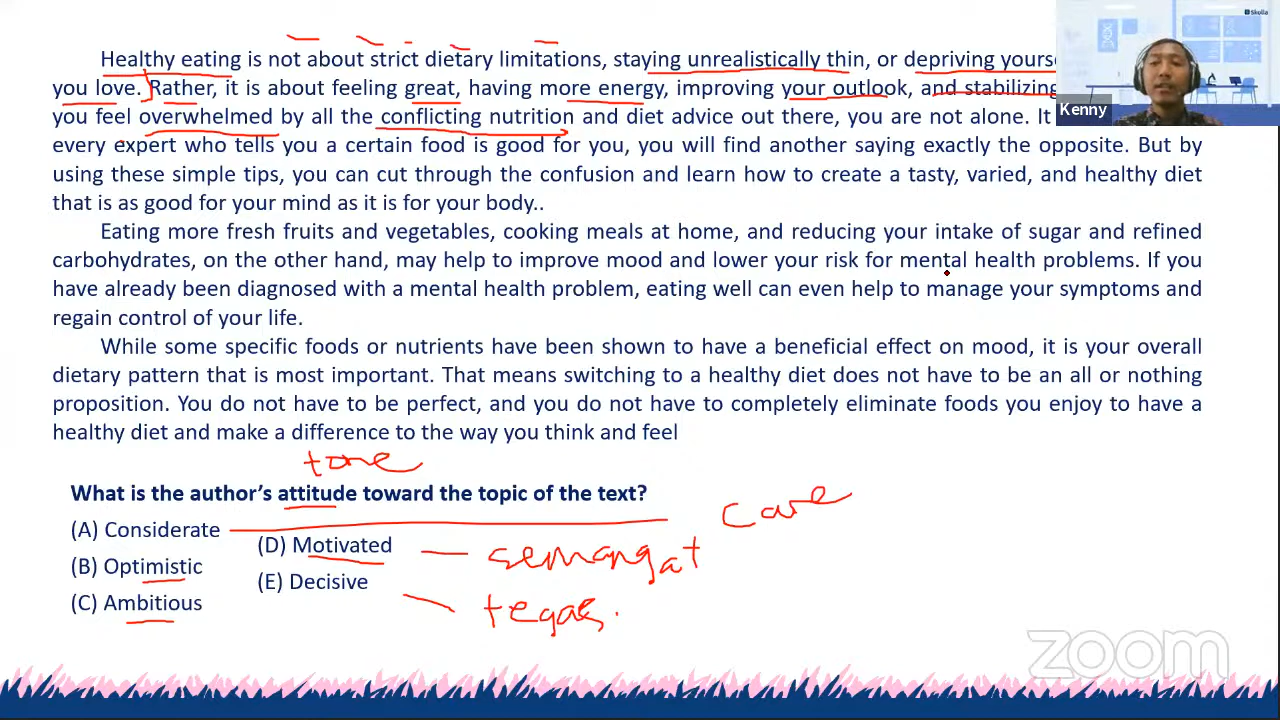 Skolla
Healthy eating is not about strict dietary limitations, staying unrealistically thin, or depriving yourse
you love. Rather, it is about feeling great, having more energy, improving your outlook, and stabilizing
Kenny
you feel overwhelmed by all the conflicting nutrition and diet advice out there, you are not alone. It
every expert who tells you a certain food is good for you, you will find another saying exactly the opposite. But by
using these simple tips, you can cut through the confusion and learn how to create a tasty, varied, and healthy diet
that is as good for your mind as it is for your body..
Eating more fresh fruits and vegetables, cooking meals at home, and reducing your intake of sugar and refined
carbohydrates, on the other hand, may help to improve mood and lower your risk for mental health problems. If you
have already been diagnosed with a mental health problem, eating well can even help to manage your symptoms and
regain control of your life.
While some specific foods or nutrients have been shown to have a beneficial effect on mood, it is your overall
dietary pattern that is most important. That means switching to a healthy diet does not have to be an all or nothing
proposition. You do not have to be perfect, and you do not have to completely eliminate foods you enjoy to have a
healthy diet and make a difference to the way you think and feel
tone
What is the author's attitude toward the topic of the text?
(A) Considerate
care
(D) Motivated
semangat
(B) Optimistic
(E) Decisive
tegas
(C) Ambitious
zoom